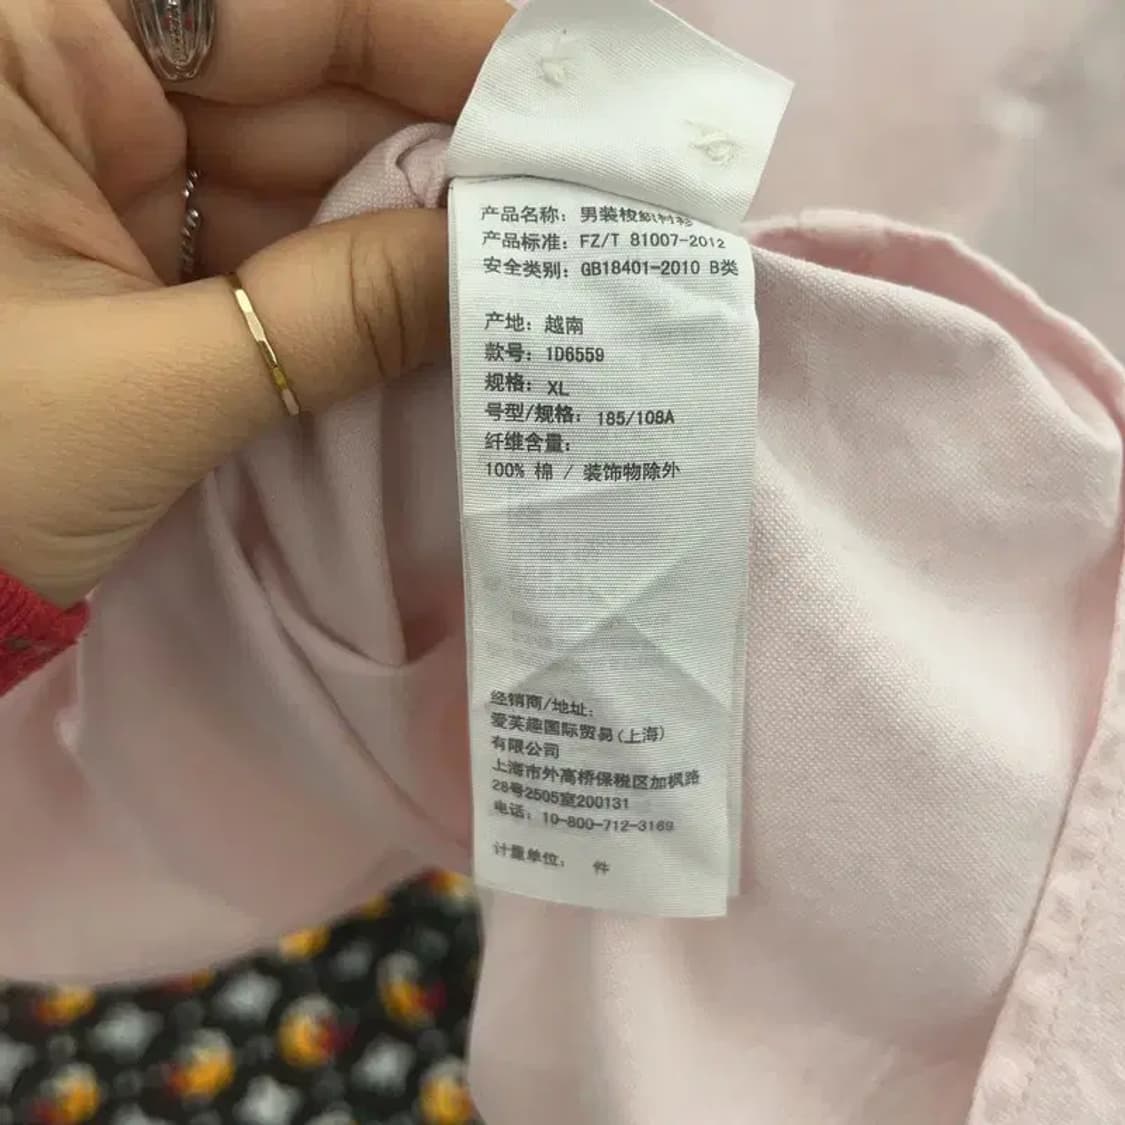 产品名称：男装梭织衬衫
产品标准：FZ/T 81007-2012
安全类别：GB18401-2010 B类
产地：越南
款号：1D6559
规格：XL
号型/规格：185/108A
纤维含量：
100% 棉 / 装饰物除外
经销商/地址：
爱芙趣国际贸易(上海)
有限公司
上海市外高桥保税区加枫路
28号2505室200131
电话：10-800-712-3169
计量单位： 件